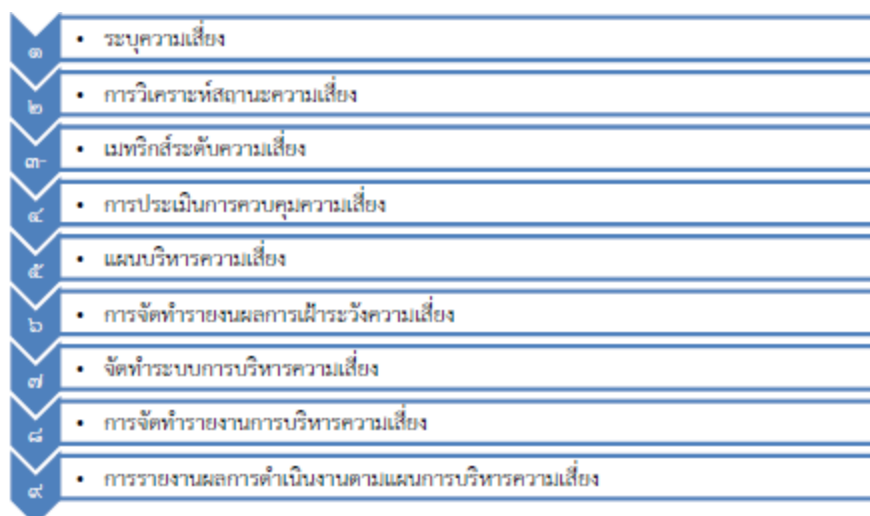 ๑ • ระบุความเสี่ยง
๒ • การวิเคราะห์สถานะความเสี่ยง
๓ • เมทริกส์ระดับความเสี่ยง
๔ • การประเมินการควบคุมความเสี่ยง
๕ • แผนบริหารความเสี่ยง
๖ • การจัดทำรายงนผลการเฝ้าระวังความเสี่ยง
๗ • จัดทำระบบการบริหารความเสี่ยง
๘ • การจัดทำรายงานการบริหารความเสี่ยง
๙ • การรายงานผลการดำเนินงานตามแผนการบริหารความเสี่ยง